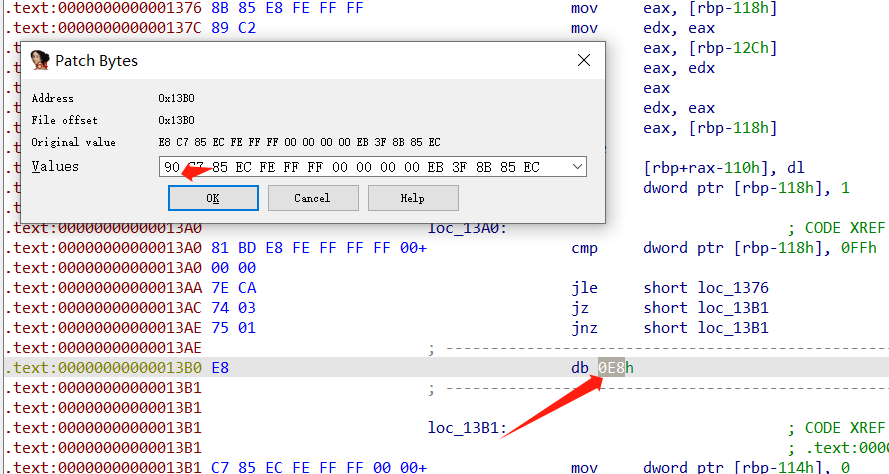 .text:0000000000001376 8B 85 E8 FE FF FF mov eax, [rbp-118h]
.text:000000000000137C 89 C2 mov edx, eax
eax, [rbp-12Ch]
eax, edx
eax
edx, eax
eax, [rbp-118h]
[rbp+rax-110h], dl
dword ptr [rbp-118h], 1
Patch Bytes
Address 0x13B0
File offset 0x13B0
Original value E8 C7 85 EC FE FF FF 00 00 00 00 EB 3F 8B 85 EC
Values 90 C7 85 EC FE FF FF 00 00 00 00 EB 3F 8B 85 EC
OK Cancel Help
.text:00000000000013A0 loc_13A0: ; CODE XREF
.text:00000000000013A0 81 BD E8 FE FF FF FF 00+ cmp dword ptr [rbp-118h], 0FFh
.text:00000000000013A0 00 00
.text:00000000000013AA 7E CA jle short loc_1376
.text:00000000000013AC 74 03 jz short loc_13B1
.text:00000000000013AE 75 01 jnz short loc_13B1
.text:00000000000013AE ; ---------------------------------------------------------------------------
.text:00000000000013B0 E8 db 0E8h
.text:00000000000013B1 ; ---------------------------------------------------------------------------
.text:00000000000013B1
.text:00000000000013B1 loc_13B1: ; CODE XREF
.text:00000000000013B1 ; .text:0000
.text:00000000000013B1 C7 85 EC FE FF FF 00 00+ mov dword ptr [rbp-114h], 0